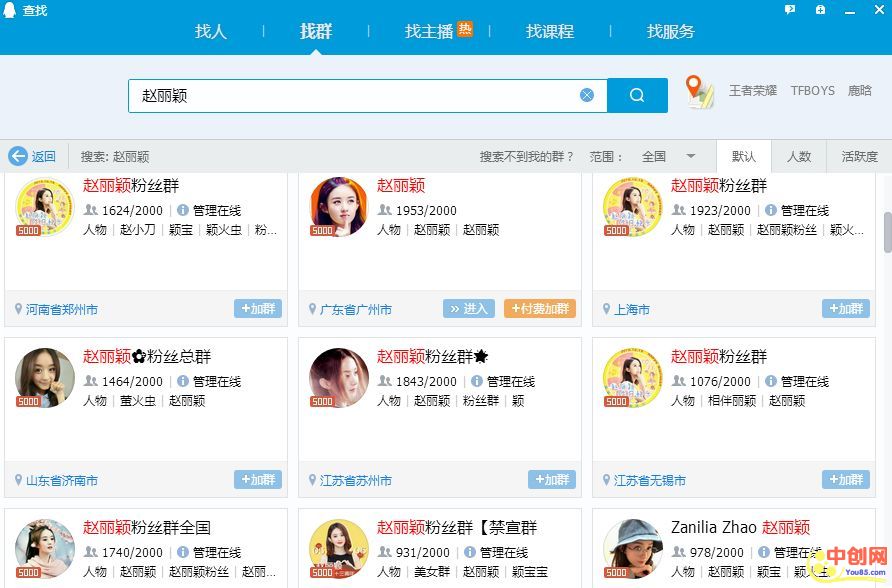 查找
找人 找群 找主播 热 找课程 找服务
赵丽颖 王者荣耀 TFBOYS 鹿晗
返回 搜索: 赵丽颖 搜索不到我的群？ 范围： 全国 默认 人数 活跃度
赵丽颖粉丝群
1624/2000 管理在线
人物 赵小刀 颖宝 颖火虫 粉...
5000
河南省郑州市 +加群
赵丽颖
1953/2000
人物 赵丽颖 赵丽颖
5000
广东省广州市 » 进入 +付费加群
赵丽颖粉丝群
1923/2000 管理在线
人物 赵丽颖 赵丽颖粉丝 颖火...
5000
上海市 +加群
赵丽颖✿粉丝总群
1464/2000 管理在线
人物 萤火虫 赵丽颖
5000
山东省济南市 +加群
赵丽颖粉丝群★
1843/2000 管理在线
人物 赵丽颖 粉丝群 颖
5000
江苏省苏州市 +加群
赵丽颖粉丝群
1076/2000 管理在线
人物 相伴丽颖 赵丽颖
5000
江苏省无锡市 +加群
赵丽颖粉丝群全国
1740/2000 管理在线
人物 赵丽颖 赵丽颖粉丝 赵丽...
5000
赵丽颖粉丝群【禁宣群
931/2000 管理在线
人物 美女群 赵丽颖 颖宝宝
5000
Zanilia Zhao 赵丽颖
978/2000 管理在线
人物 赵丽颖 颖宝
5000
中创网
You85.com